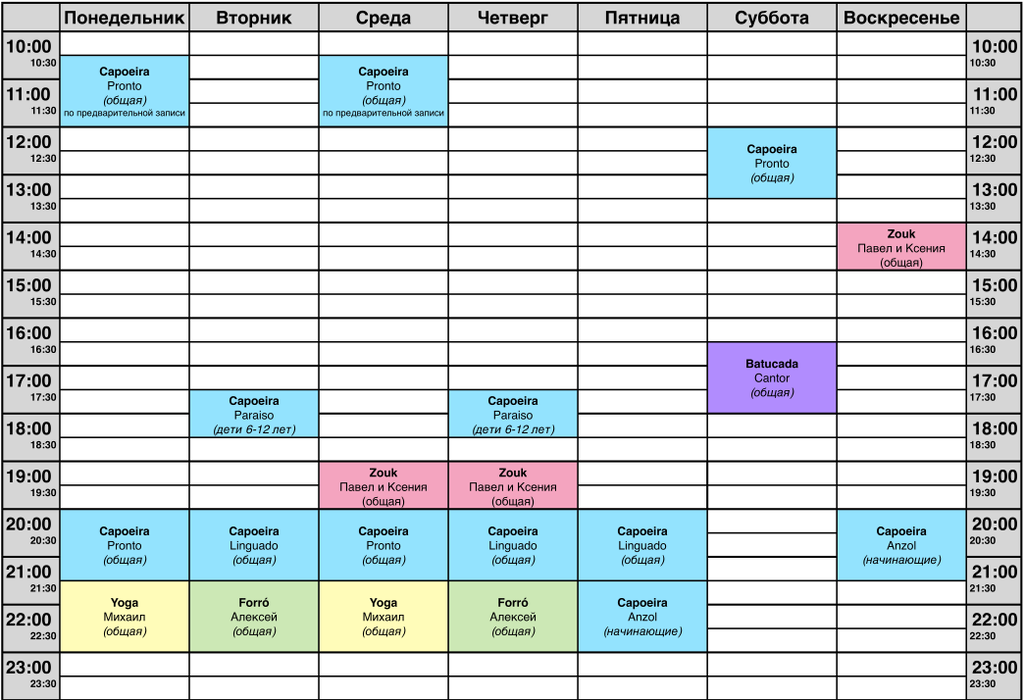 Понедельник Вторник Среда Четверг Пятница Суббота Воскресенье
10:00 10:00
10:30 10:30
Capoeira Capoeira
Pronto Pronto
11:00 (общая) (общая) 11:00
11:30 по предварительной записи по предварительной записи 11:30
12:00 12:00
12:30 Capoeira 12:30
Pronto
(общая)
13:00 13:00
13:30 13:30
14:00 Zouk 14:00
14:30 Павел и Ксения 14:30
(общая)
15:00 15:00
15:30 15:30
16:00 16:00
16:30 16:30
Batucada
17:00 Cantor 17:00
17:30 (общая) 17:30
Capoeira Capoeira
Paraiso Paraiso
18:00 (дети 6-12 лет) (дети 6-12 лет) 18:00
18:30 18:30
19:00 Zouk Zouk 19:00
19:30 Павел и Ксения Павел и Ксения 19:30
(общая) (общая)
20:00 20:00
20:30 Capoeira Capoeira Capoeira Capoeira Capoeira Capoeira 20:30
Pronto Linguado Pronto Linguado Linguado Anzol
(общая) (общая) (общая) (общая) (общая) (начинающие)
21:00 21:00
21:30 21:30
Yoga Forró Yoga Forró Capoeira
22:00 Михаил Алексей Михаил Алексей Anzol 22:00
22:30 (общая) (общая) (общая) (общая) (начинающие) 22:30
23:00 23:00
23:30 23:30